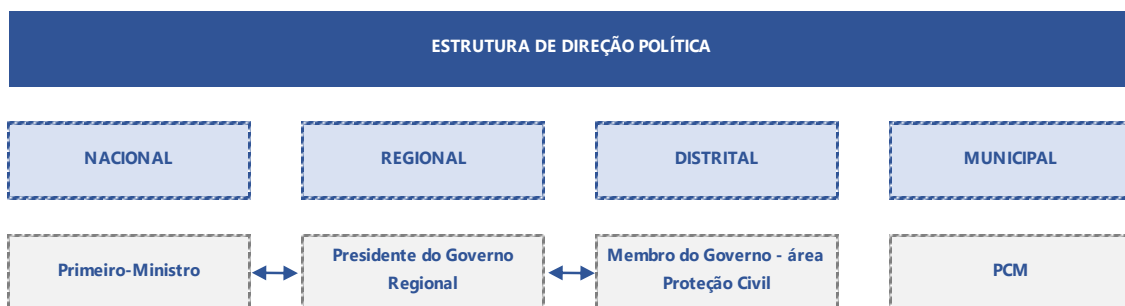 ESTRUTURA DE DIREÇÃO POLÍTICA
NACIONAL
REGIONAL
DISTRITAL
MUNICIPAL
Primeiro-Ministro
Presidente do Governo
Regional
Membro do Governo - área
Proteção Civil
PCM